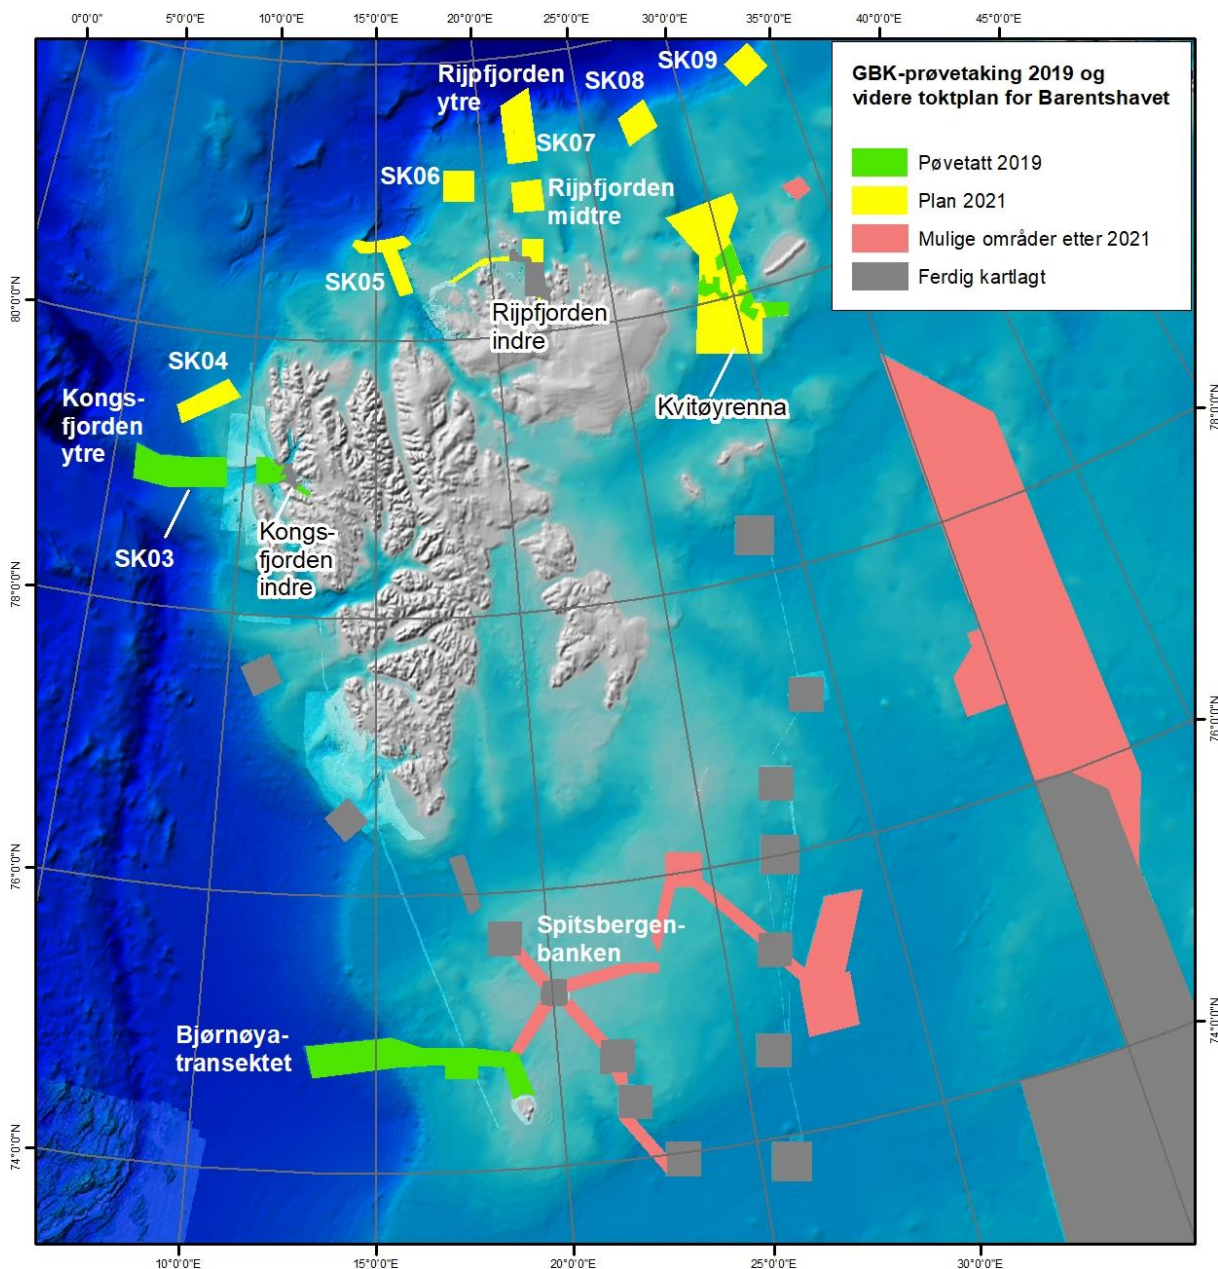 0°0'0"E
5°0'0"E
10°0'0"E
15°0'0"E
20°0'0"E
25°0'0"E
30°0'0"E
35°0'0"E
40°0'0"E
45°0'0"E
GBK-prøvetaking 2019 og
videre toktplan for Barentshavet
Pøvetatt 2019
Plan 2021
Mulige områder etter 2021
Ferdig kartlagt
SK09
SK08
Rijpfjorden
ytre
SK07
SK06
Rijpfjorden
midtre
SK05
Rijpfjorden
indre
SK04
Kvitøyrenna
Kongs-
fjorden
ytre
SK03
Kongs-
fjorden
indre
Spitsbergen-
banken
Bjørnøya-
transektet
80°0'0"N
78°0'0"N
76°0'0"N
74°0'0"N
78°0'0"N
76°0'0"N
74°0'0"N
10°0'0"E
15°0'0"E
20°0'0"E
25°0'0"E
30°0'0"E